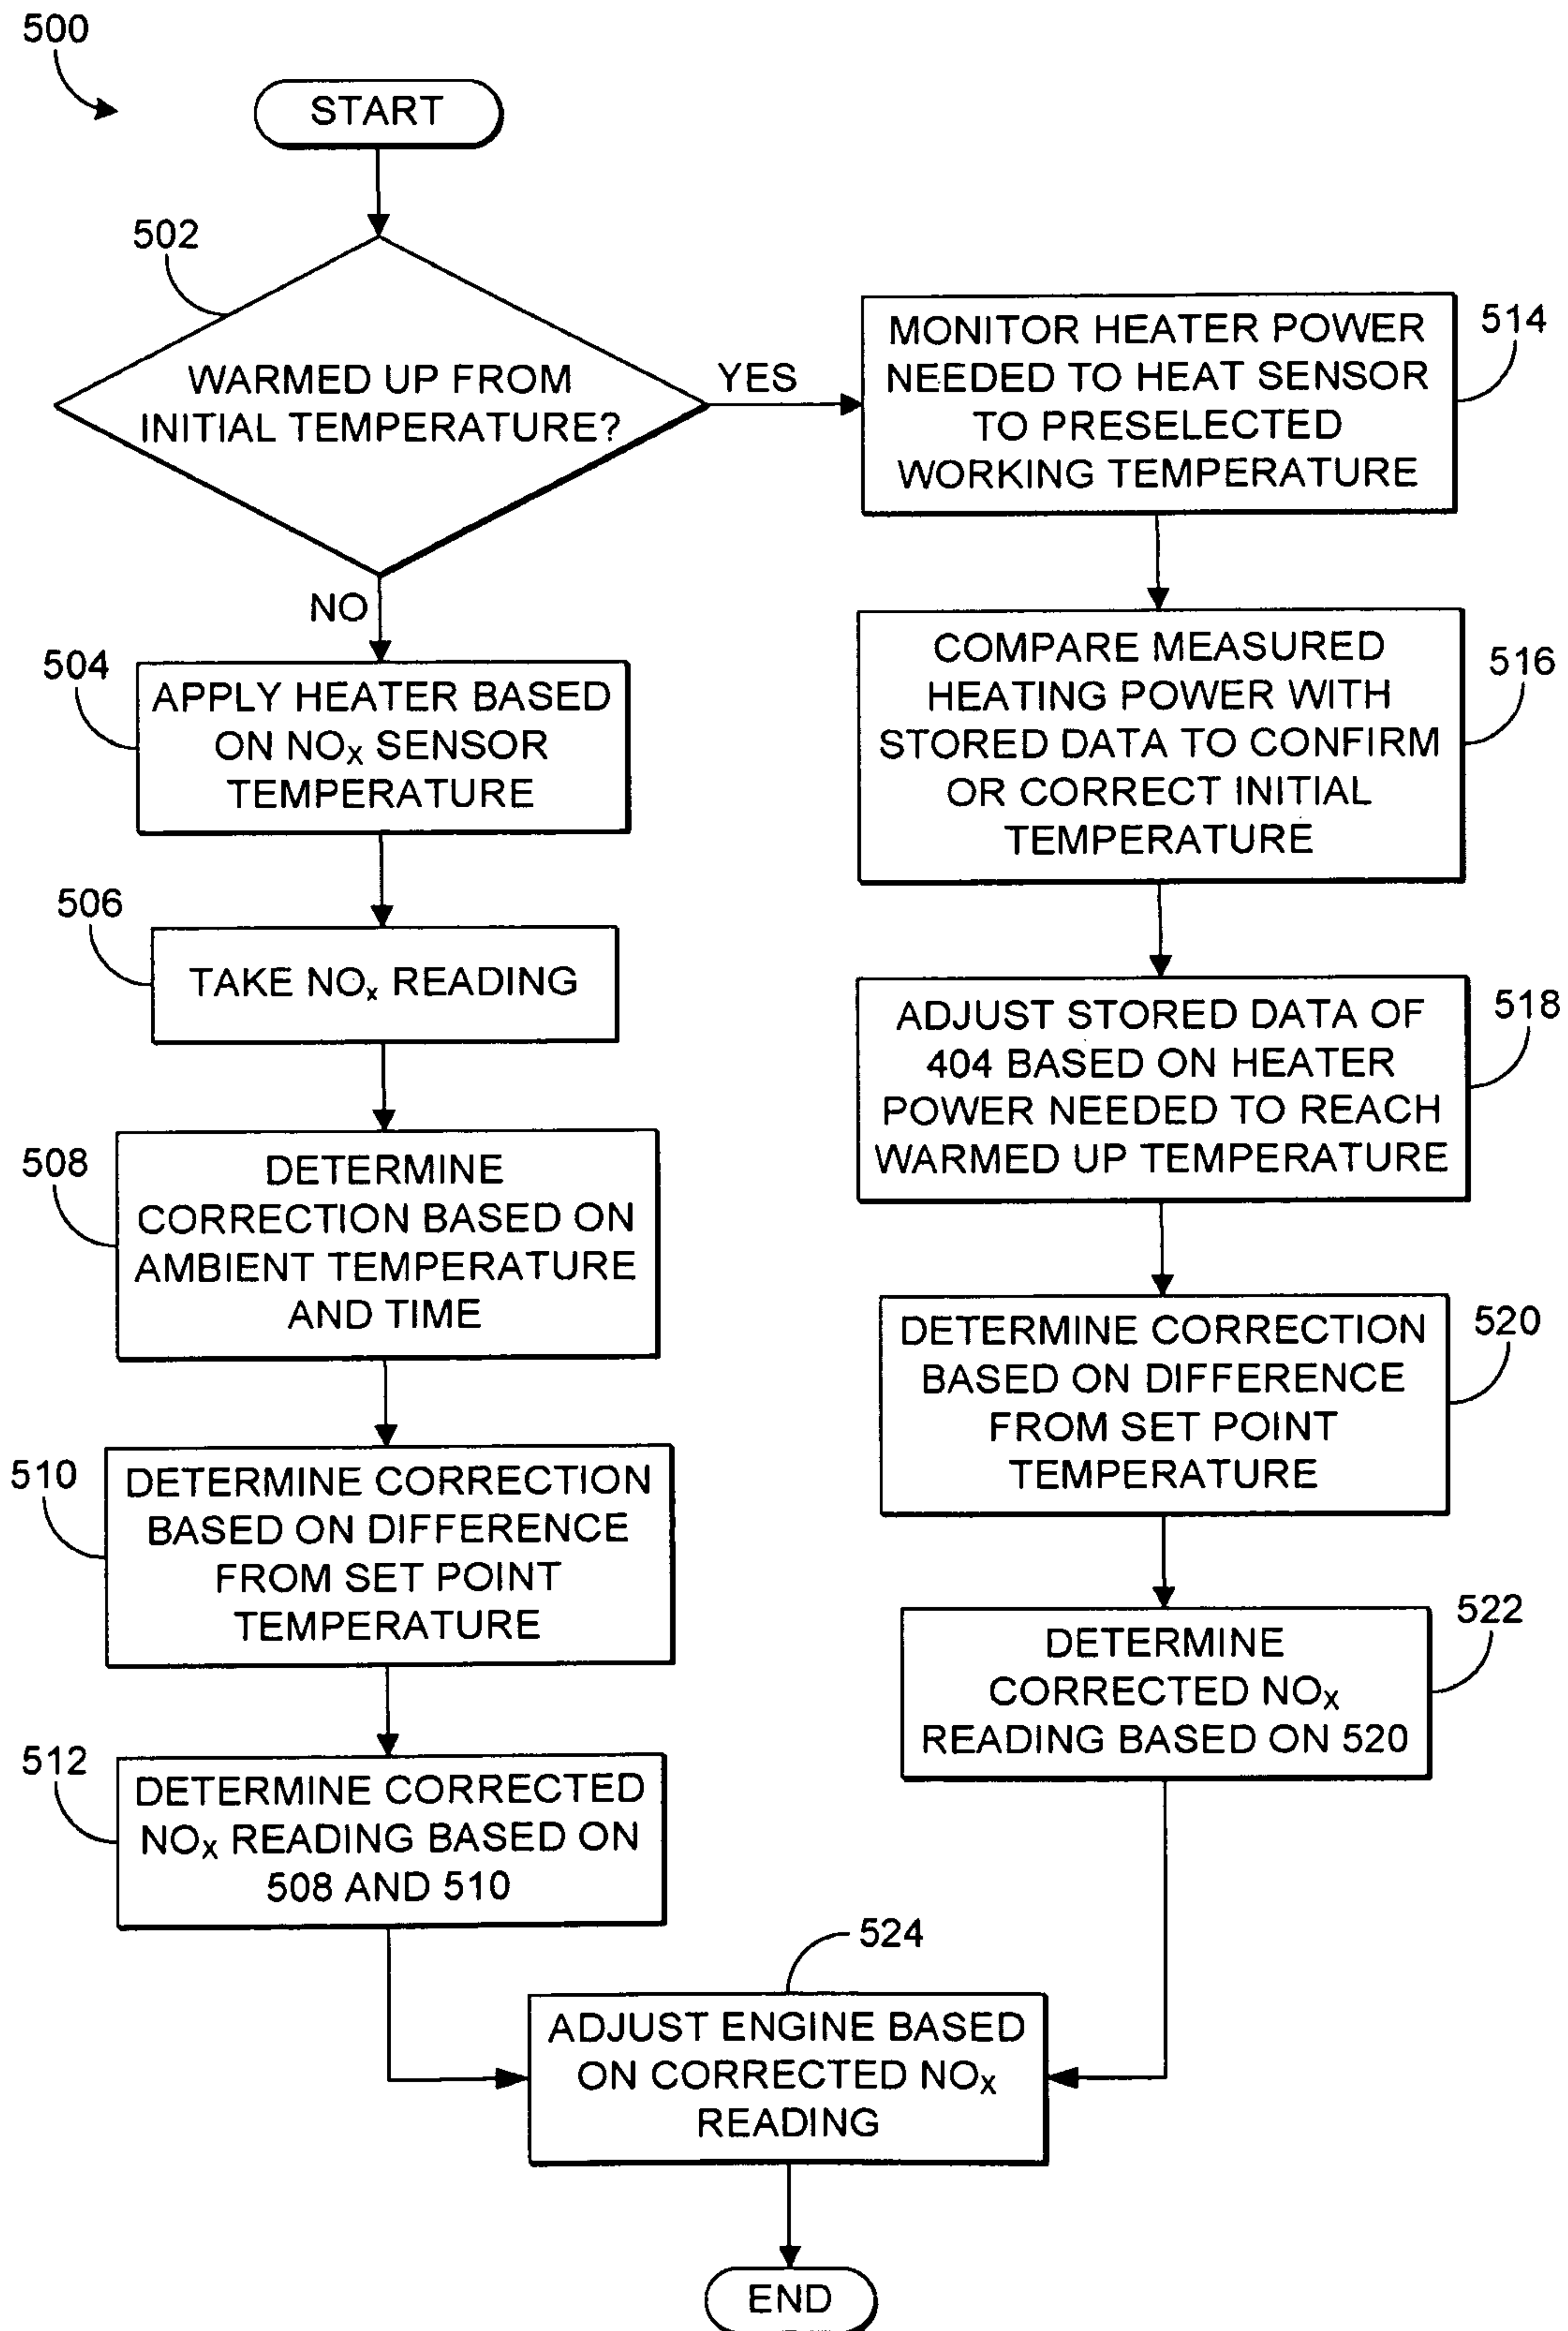 500
START
502
WARMED UP FROM
INITIAL TEMPERATURE?
YES
NO
504
APPLY HEATER BASED
ON NOX SENSOR
TEMPERATURE
506
TAKE NOx READING
508
DETERMINE
CORRECTION BASED ON
AMBIENT TEMPERATURE
AND TIME
510
DETERMINE CORRECTION
BASED ON DIFFERENCE
FROM SET POINT
TEMPERATURE
512
DETERMINE CORRECTED
NOX READING BASED ON
508 AND 510
514
MONITOR HEATER POWER
NEEDED TO HEAT SENSOR
TO PRESELECTED
WORKING TEMPERATURE
516
COMPARE MEASURED
HEATING POWER WITH
STORED DATA TO CONFIRM
OR CORRECT INITIAL
TEMPERATURE
518
ADJUST STORED DATA OF
404 BASED ON HEATER
POWER NEEDED TO REACH
WARMED UP TEMPERATURE
520
DETERMINE CORRECTION
BASED ON DIFFERENCE
FROM SET POINT
TEMPERATURE
522
DETERMINE
CORRECTED NOX
READING BASED ON 520
524
ADJUST ENGINE BASED
ON CORRECTED NOX
READING
END